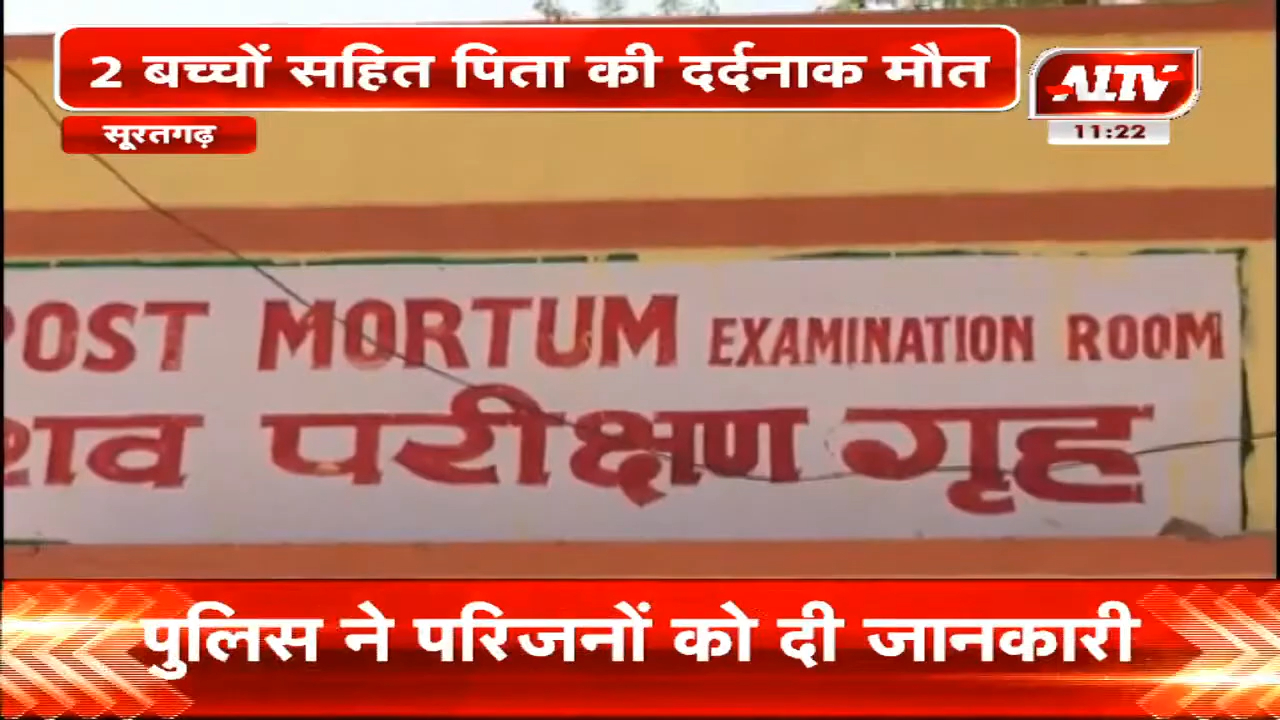 2 बच्चों सहित पिता की दर्दनाक मौत
ALTV
सूरतगढ़
11:22
POST MORTUM EXAMINATION ROOM
शव परीक्षण गृह
पुलिस ने परिजनों को दी जानकारी